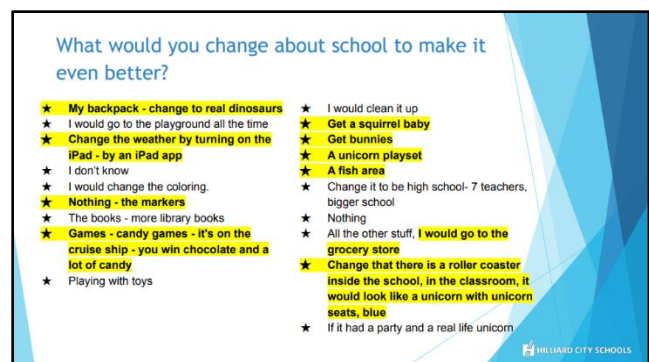 What would you change about school to make it
even better?
★ My backpack - change to real dinosaurs
★ I would go to the playground all the time
★ Change the weather by turning on the
iPad - by an iPad app
★ I don't know
★ I would change the coloring.
★ Nothing - the markers
★ The books - more library books
★ Games - candy games - it's on the
cruise ship - you win chocolate and a
lot of candy
★ Playing with toys
★ I would clean it up
★ Get a squirrel baby
★ Get bunnies
★ A unicorn playset
★ A fish area
★ Change it to be high school- 7 teachers,
bigger school
★ Nothing
★ All the other stuff, I would go to the
grocery store
★ Change that there is a roller coaster
inside the school, in the classroom, it
would look like a unicorn with unicorn
seats, blue
★ If it had a party and a real life unicorn
HILLIARD CITY SCHOOLS